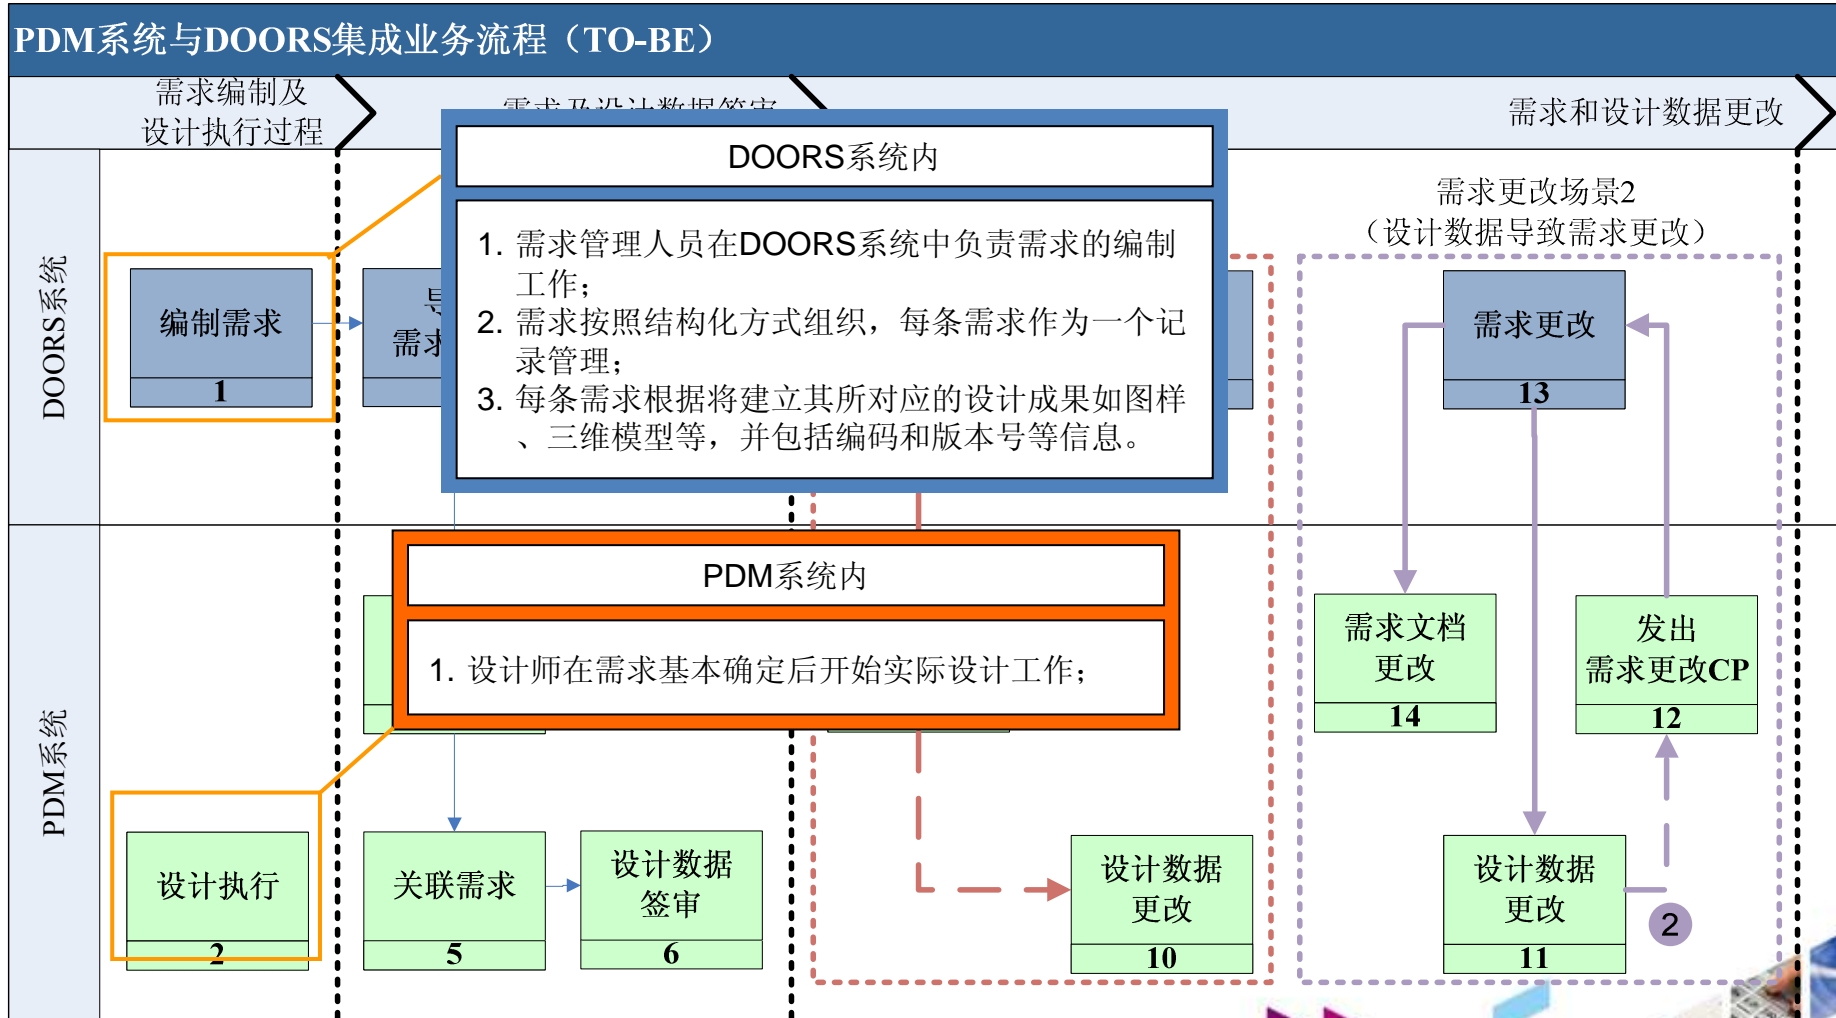 PDM系统与DOORS集成业务流程（TO-BE）
需求编制及
设计执行过程
需求及设计数据签审
需求和设计数据更改
DOORS系统
PDM系统
编制需求
1
需求
DOORS系统内
1. 需求管理人员在DOORS系统中负责需求的编制
工作；
2. 需求按照结构化方式组织，每条需求作为一个记
录管理；
3. 每条需求根据将建立其所对应的设计成果如图样
、三维模型等，并包括编码和版本号等信息。
需求更改场景2
（设计数据导致需求更改）
需求更改
13
PDM系统内
1. 设计师在需求基本确定后开始实际设计工作；
需求文档
更改
14
发出
需求更改CP
12
设计执行
2
关联需求
5
设计数据
签审
6
设计数据
更改
10
设计数据
更改
11
2